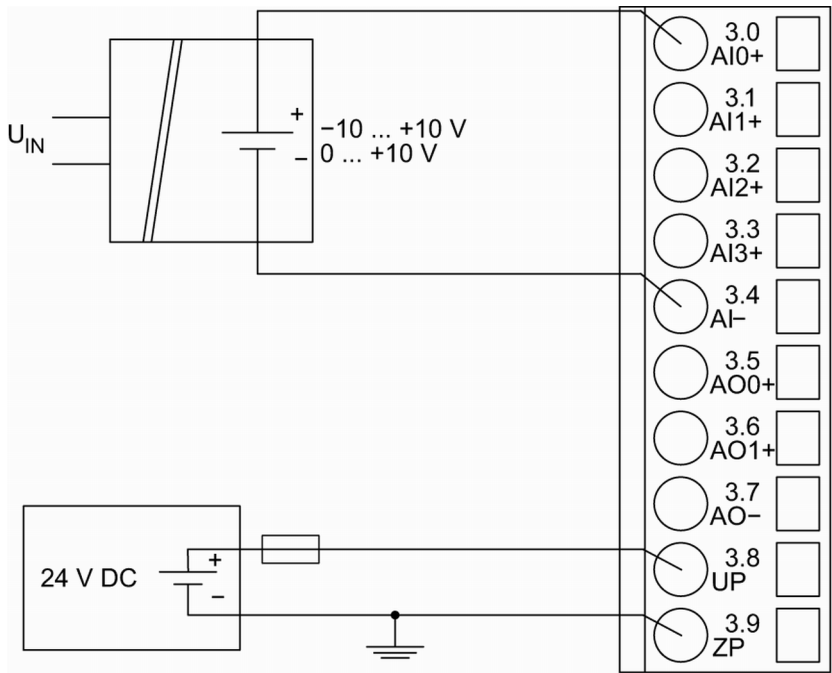 UIN
+
−10 ... +10 V
− 0 ... +10 V
24 V DC
+
−
3.0
AI0+
3.1
AI1+
3.2
AI2+
3.3
AI3+
3.4
AI−
3.5
AO0+
3.6
AO1+
3.7
AO−
3.8
UP
3.9
ZP